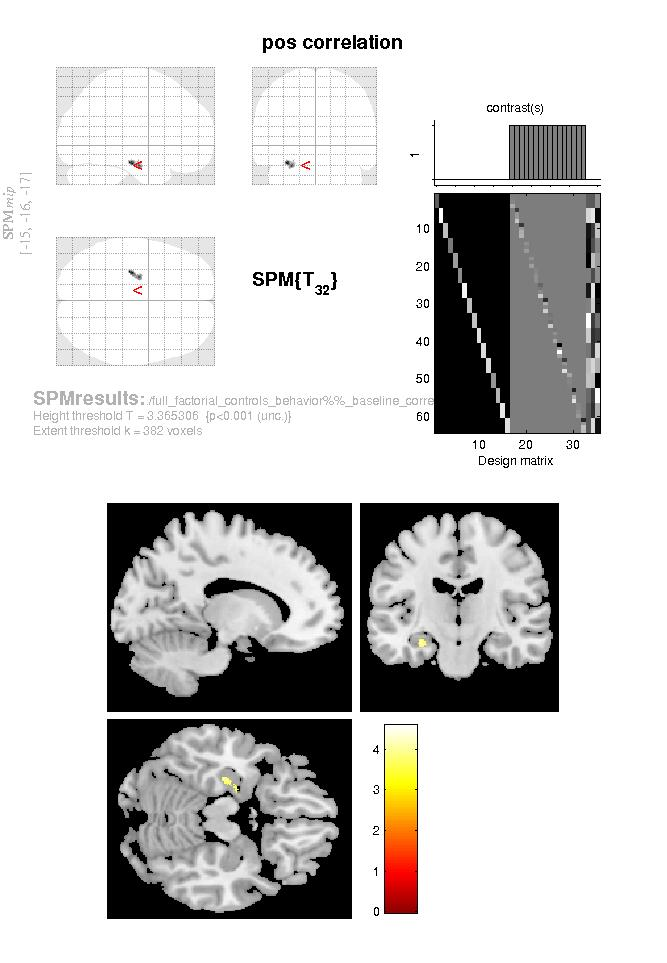 pos correlation
contrast(s)
1
SPMmip
[-15, -16, -17]
<
<
<
SPM{T32}
10
20
30
40
50
60
10 20 30
Design matrix
SPMresults: ./full_factorial_controls_behavior%%_baseline_corre
Height threshold T = 3.365306 {p<0.001 (unc.)}
Extent threshold k = 382 voxels
4
3
2
1
0